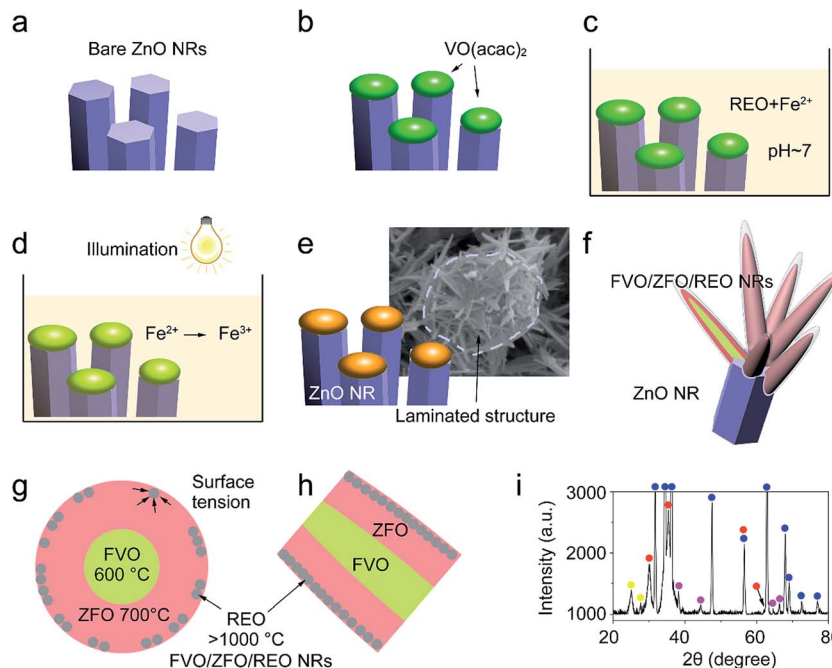 a
Bare ZnO NRs
b
VO(acac)₂
c
REO+Fe²⁺
pH~7
d
Illumination
Fe²⁺ → Fe³⁺
e
ZnO NR
Laminated structure
f
FVO/ZFO/REO NRs
ZnO NR
g
Surface
tension
FVO
600 °C
ZFO 700°C
h
ZFO
FVO
REO
>1000 °C
FVO/ZFO/REO NRs
i
Intensity (a.u.)
3000
2000
1000
20
40
60
80
2θ (degree)